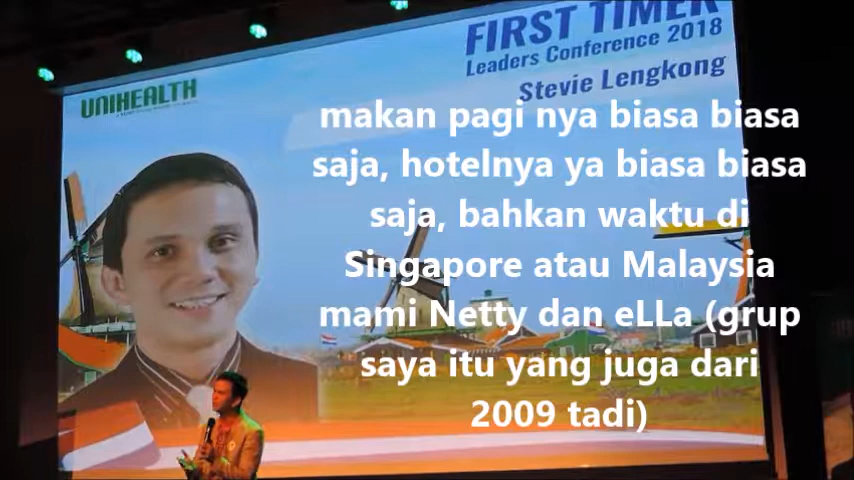 FIRST TIMER
Leaders Conference 2018
Stevie Lengkong
UNIHEALTH
makan pagi nya biasa biasa
saja, hotelnya ya biasa biasa
saja, bahkan waktu di
Singapore atau Malaysia
mami Netty dan eLLa (grup
saya itu yang juga dari
2009 tadi)